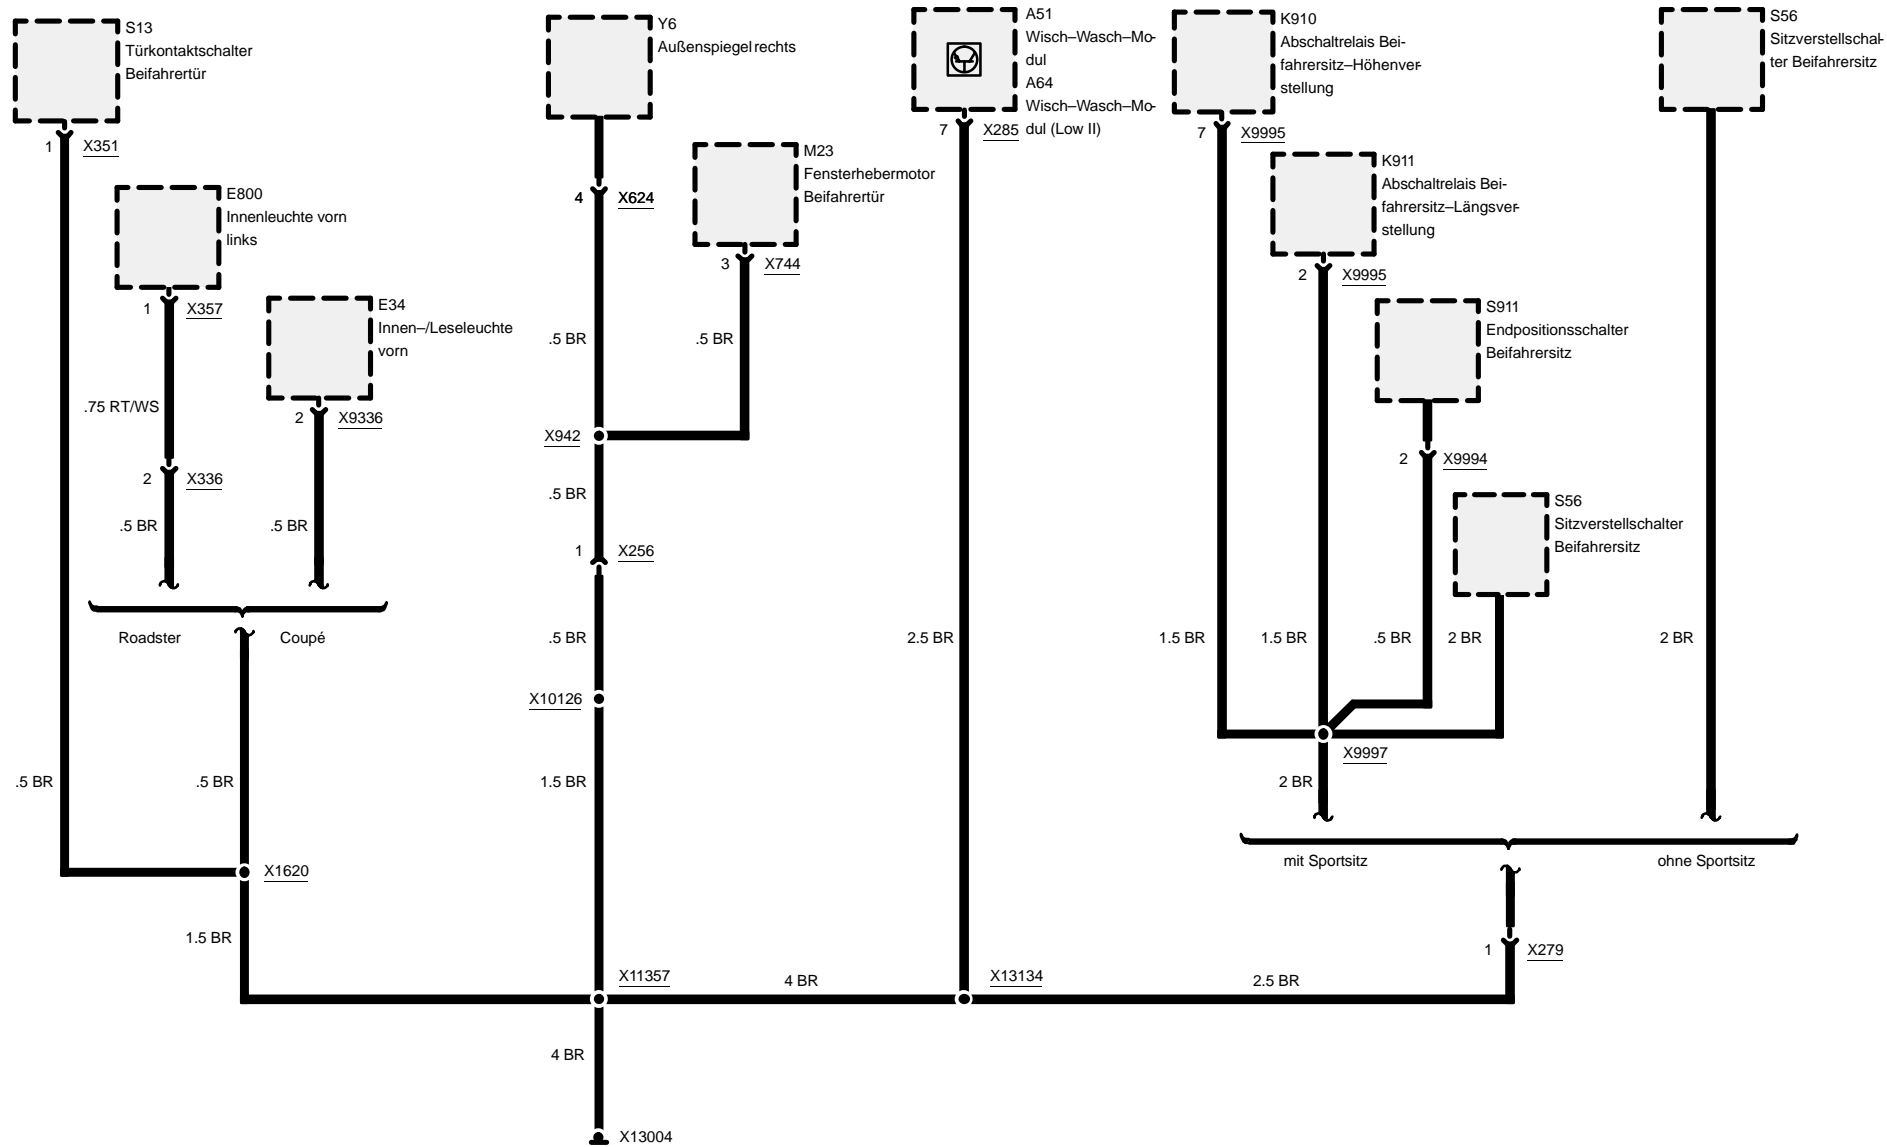 S13
Türkontaktschalter
Beifahrertür
1
X351
E800
Innenleuchte vorn
links
1
X357
.75 RT/WS
2
X336
.5 BR
E34
Innen–/Leseleuchte
vorn
2
X9336
.5 BR
Roadster
Coupé
.5 BR
.5 BR
X1620
1.5 BR
Y6
Außenspiegel rechts
4
X624
M23
Fensterhebermotor
Beifahrertür
3
X744
.5 BR
.5 BR
X942
.5 BR
1
X256
.5 BR
X10126
1.5 BR
X11357
4 BR
4 BR
X13004
A51
Wisch–Wasch–Mo-
dul
A64
Wisch–Wasch–Mo-
dul (Low II)
7
X285
2.5 BR
X13134
2.5 BR
K910
Abschaltrelais Bei-
fahrersitz–Höhenver-
stellung
7
X9995
K911
Abschaltrelais Bei-
fahrersitz–Längsver-
stellung
2
X9995
S911
Endpositionsschalter
Beifahrersitz
2
X9994
S56
Sitzverstellschalter
Beifahrersitz
1.5 BR
1.5 BR
.5 BR
2 BR
X9997
2 BR
S56
Sitzverstellschal-
ter Beifahrersitz
2 BR
mit Sportsitz
ohne Sportsitz
1
X279